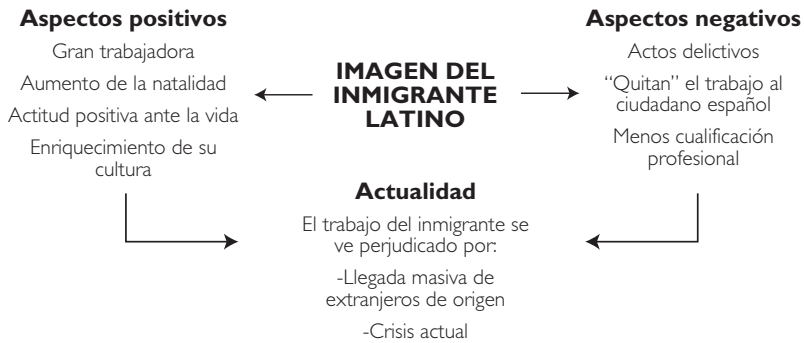 Aspectos positivos
Gran trabajadora
Aumento de la natalidad
Actitud positiva ante la vida
Enriquecimiento de su
cultura
IMAGEN DEL
INMIGRANTE
LATINO
Aspectos negativos
Actos delictivos
“Quitan” el trabajo al
ciudadano español
Menos cualificación
profesional
Actualidad
El trabajo del inmigrante se
ve perjudicado por:
-Llegada masiva de
extranjeros de origen
-Crisis actual